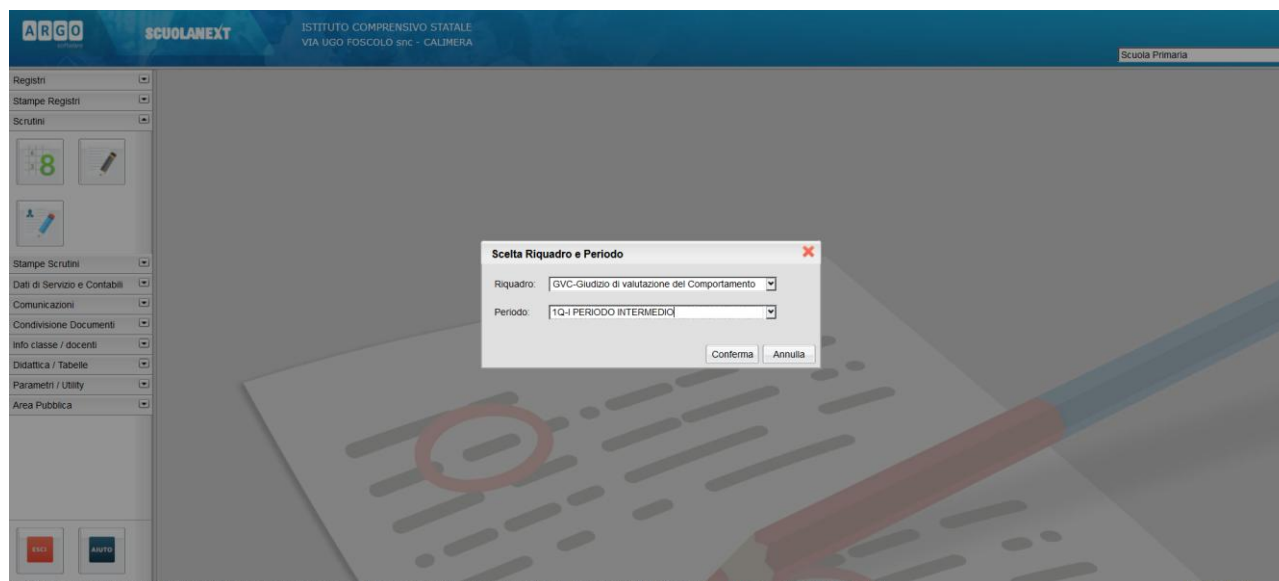 ARGO
software
SCUOLANEXT
ISTITUTO COMPRENSIVO STATALE
VIA UGO FOSCOLO snc - CALIMERA
Scuola Primaria
Registri
Stampe Registri
Scrutini
8
Stampe Scrutini
Dati di Servizio e Contabili
Comunicazioni
Condivisione Documenti
Info classe / docenti
Didattica / Tabelle
Parametri / Utility
Area Pubblica
ESCI
AIUTO
Scelta Riquadro e Periodo
Riquadro: GVC-Giudizio di valutazione del Comportamento
Periodo: 1Q-I PERIODO INTERMEDIO
Conferma Annulla